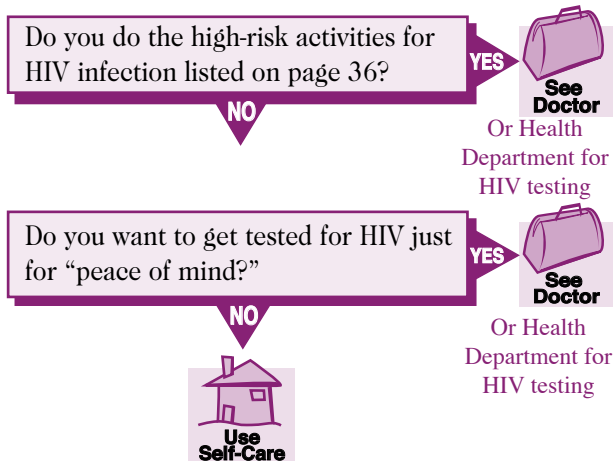 Do you do the high-risk activities for
HIV infection listed on page 36?
YES
See
Doctor
Or Health
Department for
HIV testing
NO
Do you want to get tested for HIV just
for “peace of mind?”
YES
See
Doctor
Or Health
Department for
HIV testing
NO
Use
Self-Care